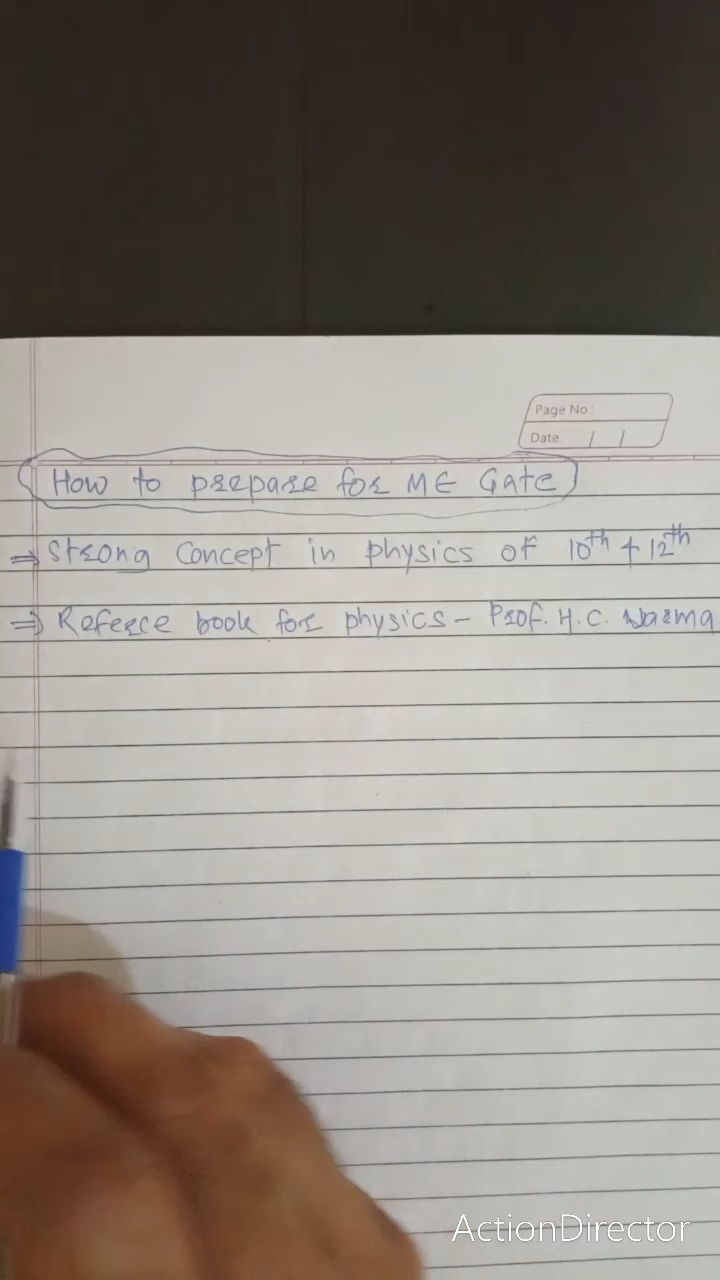 Page No.:
Date / /
How to prepare for ME Gate
⇒ Strong Concept in physics of 10th + 12th
⇒ Referce book for physics - Prof. H.C. Warma
ActionDirector